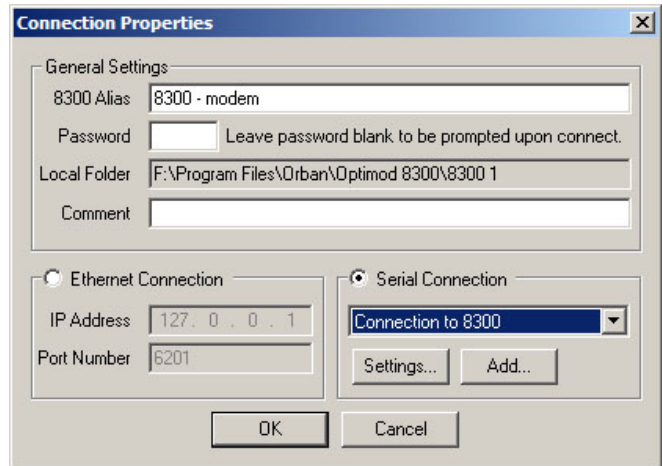 Connection Properties
General Settings
8300 Alias 8300 - modem
Password Leave password blank to be prompted upon connect.
Local Folder F:\Program Files\Orban\Optimod 8300\8300 1
Comment
Ethernet Connection
IP Address 127. 0 . 0 . 1
Port Number 6201
Serial Connection
Connection to 8300
Settings... Add...
OK Cancel